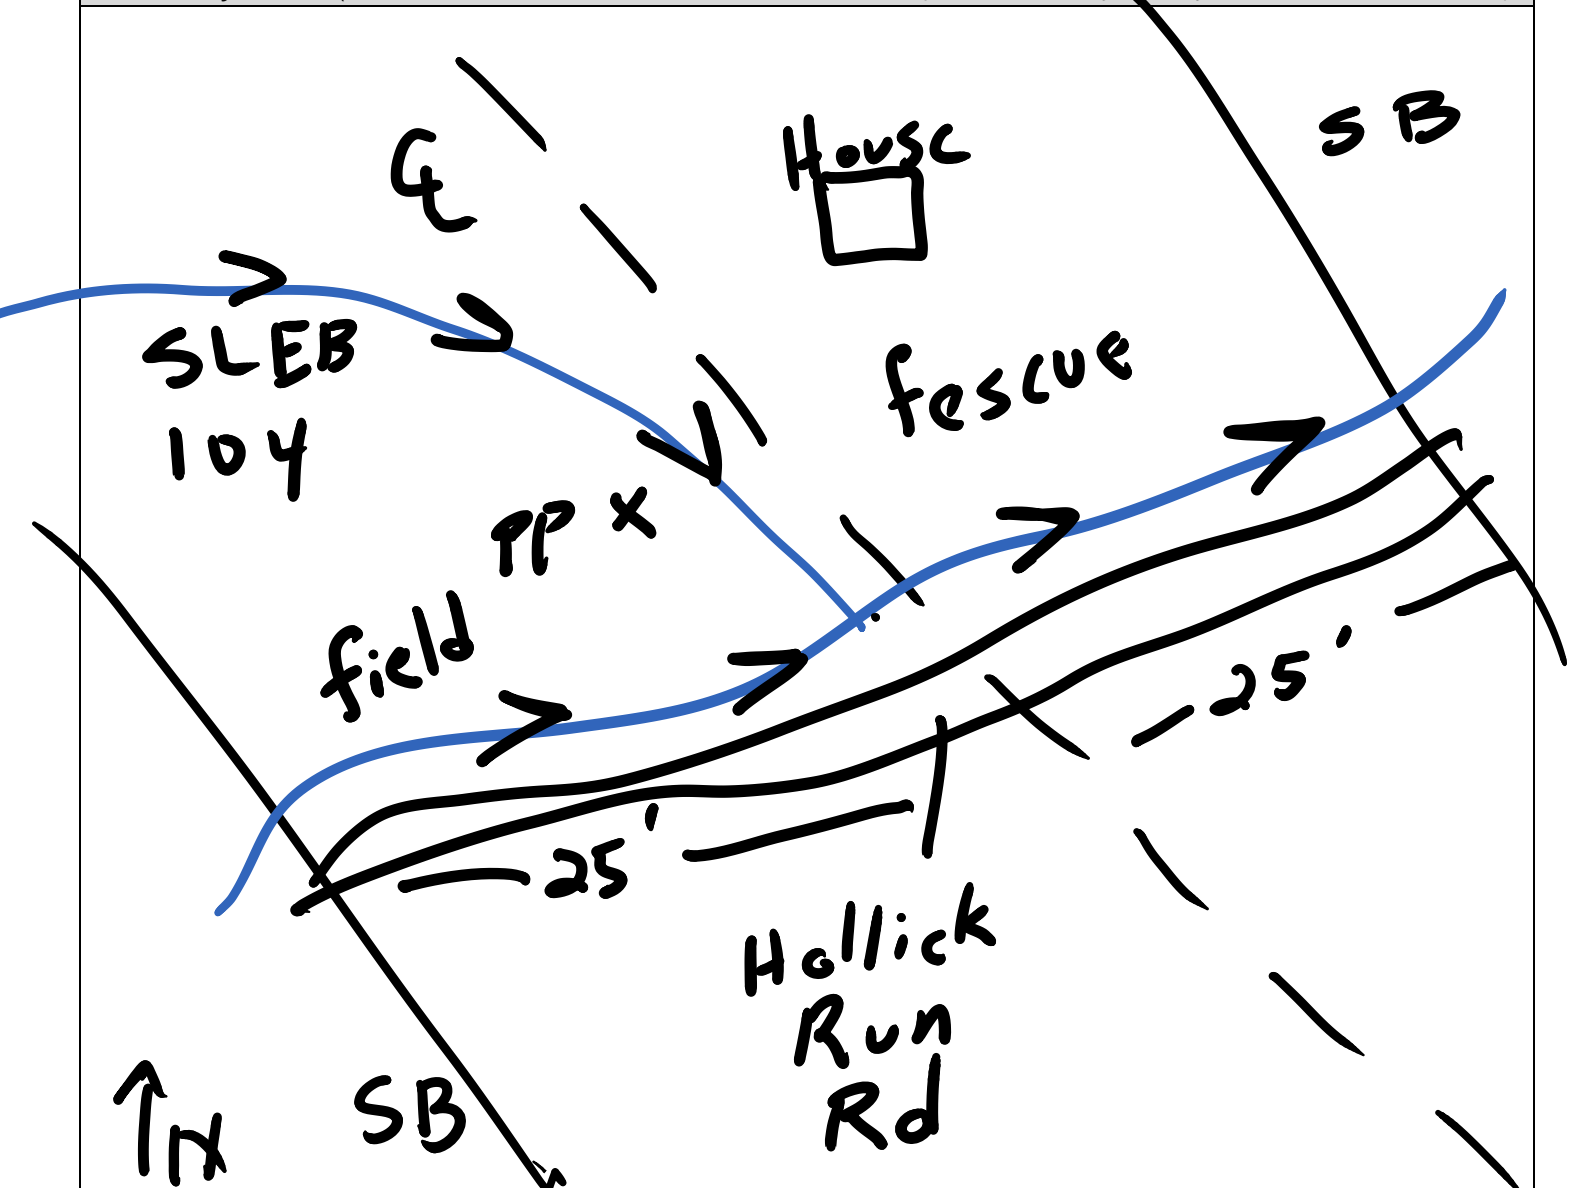 SB
House
℄
SLEB
104
fescue
PP X
field
25'
25'
Hollick
Run
Rd
SB
N